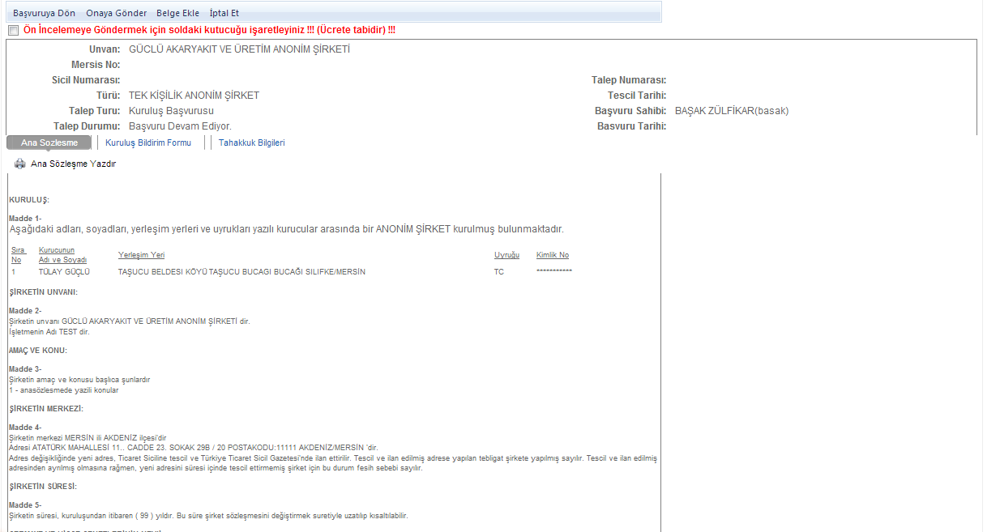 Başvuruya Dön Onaya Gönder Belge Ekle İptal Et
Ön İncelemeye Göndermek için soldaki kutucuğu işaretleyiniz !!! (Ücrete tabidir) !!!
Unvan: GÜCLÜ AKARYAKIT VE ÜRETİM ANONİM ŞİRKETİ
Mersis No:
Sicil Numarası: Talep Numarası:
Türü: TEK KİŞİLİK ANONİM ŞİRKET Tescil Tarihi:
Talep Turu: Kuruluş Başvurusu Başvuru Sahibi: BAŞAK ZÜLFİKAR(basak)
Talep Durumu: Başvuru Devam Ediyor. Basvuru Tarihi:
Ana Sozlesme Kuruluş Bildirim Formu Tahakkuk Bilgileri
Ana Sözleşme Yazdır
KURULUŞ:
Madde 1-
Aşağıdaki adları, soyadları, yerleşim yerleri ve uyrukları yazılı kurucular arasında bir ANONİM ŞİRKET kurulmuş bulunmaktadır.
Sıra No Kurucunun Adı ve Soyadı Yerleşim Yeri Uyruğu Kimlik No
1 TÜLAY GÜÇLÜ TAŞUCU BELDESI KÖYÜ TAŞUCU BUCAGI BUCAĞI SILIFKE/MERSİN TC ***********
ŞİRKETİN UNVANI:
Madde 2-
Şirketin unvanı GÜCLÜ AKARYAKIT VE ÜRETİM ANONİM ŞİRKETİ dir.
İşletmenin Adı TEST dir.
AMAÇ VE KONU:
Madde 3-
Şirketin amaç ve konusu başlıca şunlardır
1 - anasözlesmede yazili konular
ŞİRKETİN MERKEZİ:
Madde 4-
Şirketin merkezi MERSİN ili AKDENİZ ilçesi'dir
Adresi ATATÜRK MAHALLESİ 11.. CADDE 23. SOKAK 29B / 20 POSTAKODU:11111 AKDENİZ/MERSİN 'dir.
Adres değişikliğinde yeni adres, Ticaret Siciline tescil ve Türkiye Ticaret Sicil Gazetesi'nde ilan ettirilir. Tescil ve ilan edilmiş adrese yapılan tebligat şirkete yapılmış sayılır. Tescil ve ilan edilmiş
adresinden ayrılmış olmasına rağmen, yeni adresini süresi içinde tescil ettirmemiş şirket için bu durum fesih sebebi sayılır.
ŞİRKETİN SÜRESİ:
Madde 5-
Şirketin süresi, kuruluşundan itibaren ( 99 ) yıldır. Bu süre şirket sözleşmesini değiştirmek suretiyle uzatılıp kısaltılabilir.